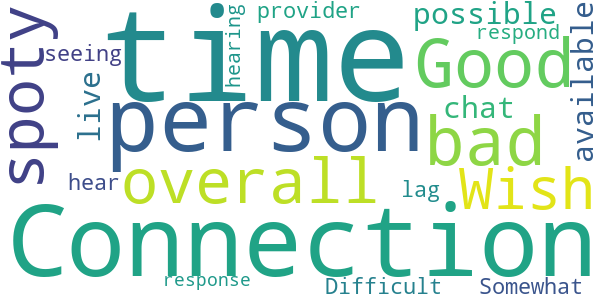 time
hearing
provider
possible
respond
available
spoty
seeing
live
person
Good
chat
bad
hear
overall
lag
Wish
Connection
response
Difficult
Somewhat